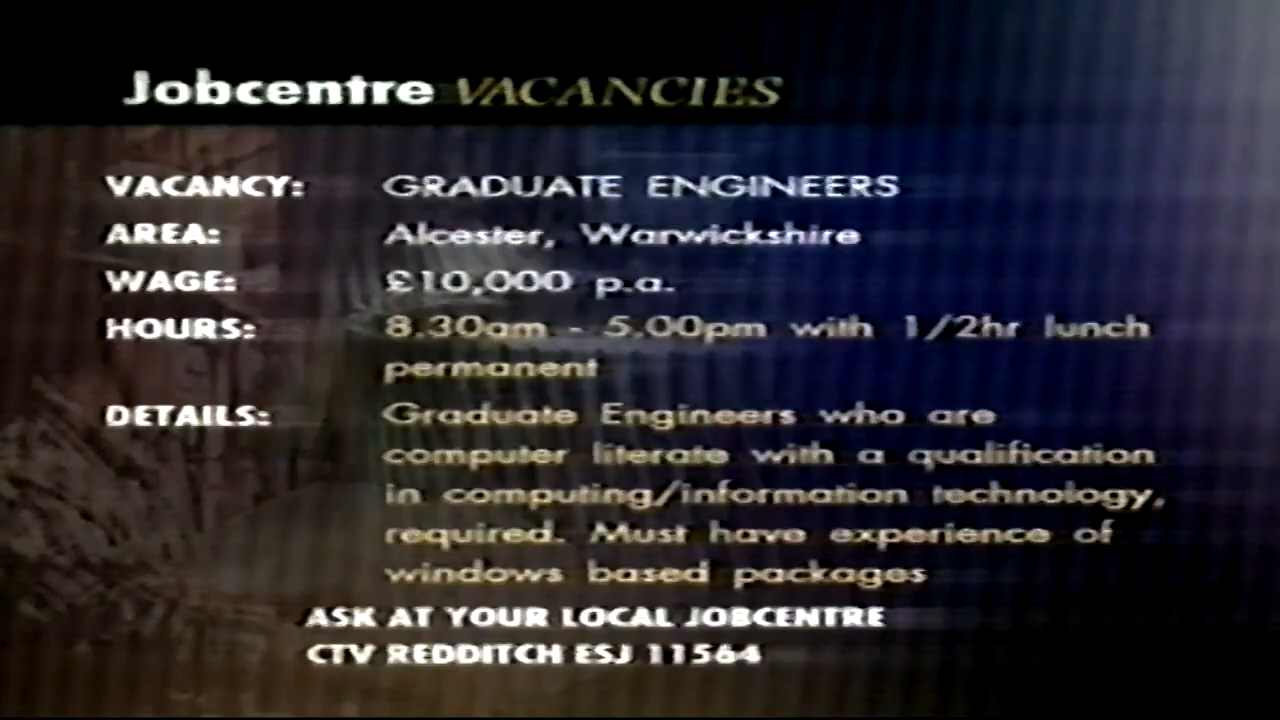 Jobcentre VACANCIES
VACANCY: GRADUATE ENGINEERS
AREA: Alcester, Warwickshire
WAGE: £10,000 p.a.
HOURS: 8.30am - 5.00pm with 1/2hr lunch
permanent
DETAILS: Graduate Engineers who are
computer literate with a qualification
in computing/information technology,
required. Must have experience of
windows based packages
ASK AT YOUR LOCAL JOBCENTRE
CTV REDDITCH ESJ 11564